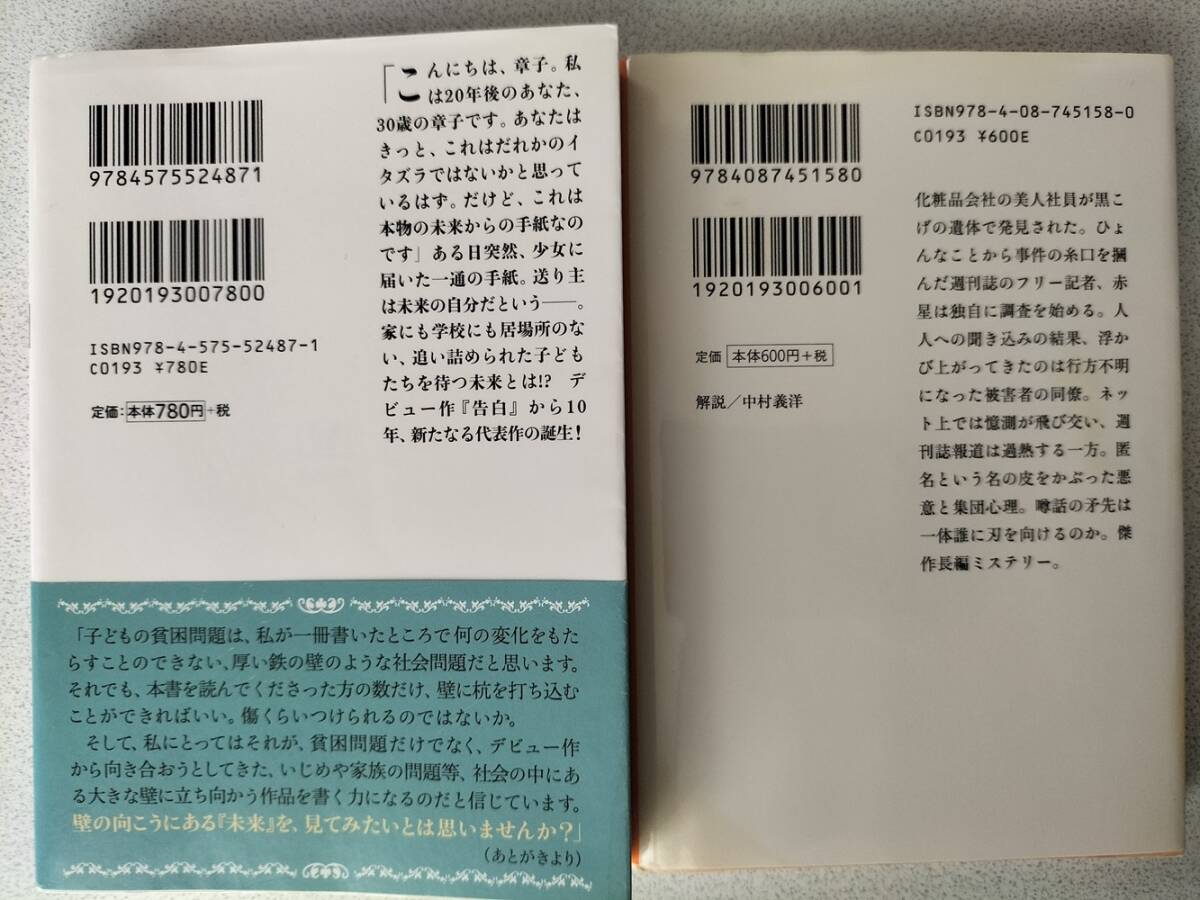 9784575524871
1920193007800
ISBN978-4-575-52487-1
C0193 ¥780E
定価：本体780円+税
「こんにちは、章子。私
は20年後のあなた、
30歳の章子です。あなたは
きっと、これはだれかのイ
タズラではないかと思って
いるはず。だけど、これは
本物の未来からの手紙なの
です」ある日突然、少女に
届いた一通の手紙。送り主
は未来の自分だという――。
家にも学校にも居場所のな
い、追い詰められた子ども
たちを待つ未来とは!? デ
ビュー作『告白』から10
年、新たなる代表作の誕生！
「子どもの貧困問題は、私が一冊書いたところで何の変化をもた
らすことのできない、厚い鉄の壁のような社会問題だと思います。
それでも、本書を読んでくださった方の数だけ、壁に杭を打ち込む
ことができればいい。傷くらいつけられるのではないか。
そして、私にとってはそれが、貧困問題だけでなく、デビュー作
から向き合おうとしてきた、いじめや家族の問題等、社会の中にあ
る大きな壁に立ち向かう作品を書く力になるのだと信じています。
壁の向こうにある『未来』を、見てみたいとは思いませんか？」
（あとがきより）
9784087451580
1920193006001
定価 本体600円+税
解説／中村義洋
ISBN978-4-08-745158-0
C0193 ¥600E
化粧品会社の美人社員が黒こ
げの遺体で発見された。ひょ
んなことから事件の糸口を摑
んだ週刊誌のフリー記者、赤
星は独自に調査を始める。人
人への聞き込みの結果、浮か
び上がってきたのは行方不明
になった被害者の同僚。ネッ
ト上では憶測が飛び交い、週
刊誌報道は過熱する一方。匿
名という名の皮をかぶった悪
意と集団心理。噂話の矛先は
一体誰に刃を向けるのか。傑
作長編ミステリー。